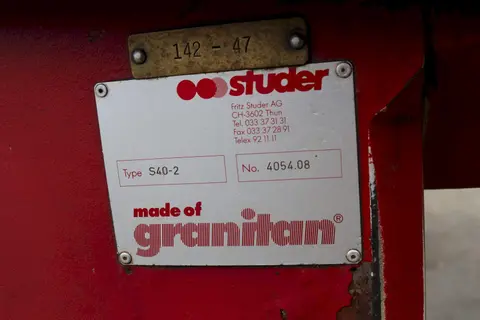 142 - 47
studer
Fritz Studer AG
CH-3602 Thun
Tel. 033 37 31 31
Fax 033 37 28 91
Telex 92 11 11
Type S40-2
No. 4054.08
made of
granitan®